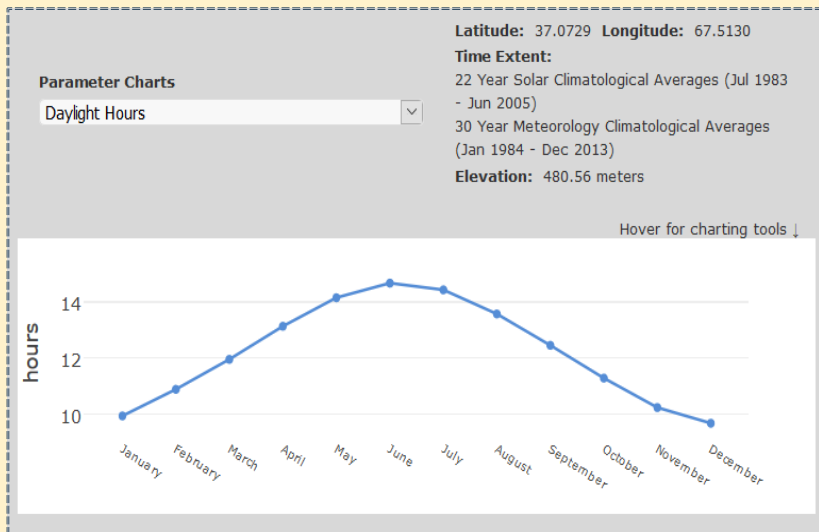 Latitude: 37.0729 Longitude: 67.5130
Time Extent:
22 Year Solar Climatological Averages (Jul 1983
- Jun 2005)
30 Year Meteorology Climatological Averages
(Jan 1984 - Dec 2013)
Elevation: 480.56 meters
Parameter Charts
Daylight Hours
Hover for charting tools ↓
hours
14
12
10
January
February
March
April
May
June
July
August
September
October
November
December